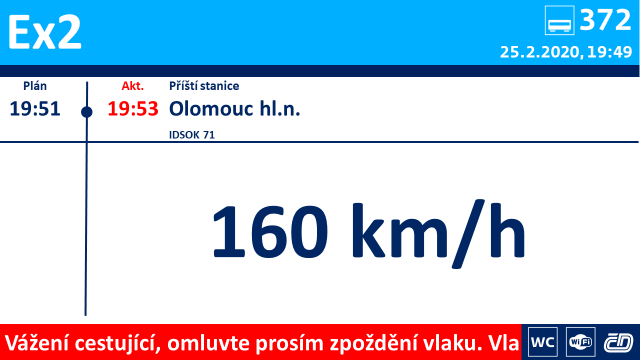 Ex2
372
25.2.2020, 19:49
Plán Akt. Příští stanice
19:51 19:53 Olomouc hl.n.
IDSOK 71
160 km/h
Vážení cestující, omluvte prosím zpoždění vlaku. Vla
WC
WiFi
ČD